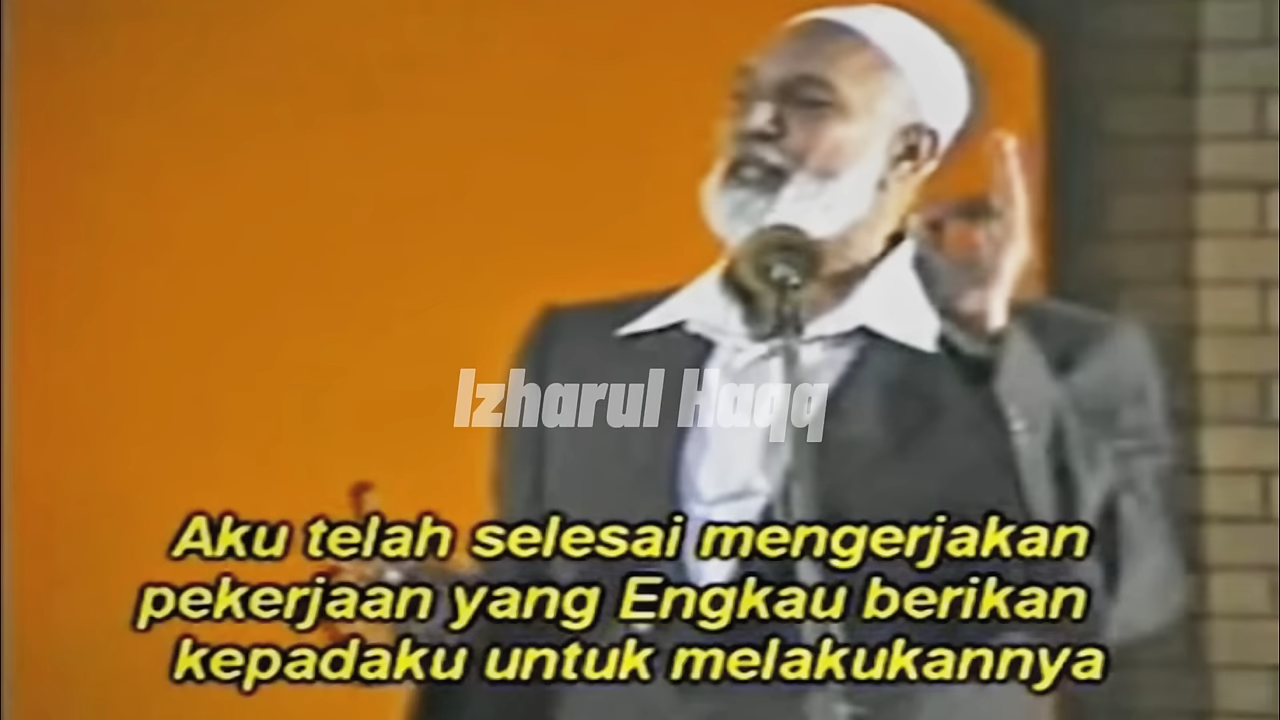 Izharul Haqq
Aku telah selesai mengerjakan
pekerjaan yang Engkau berikan
kepadaku untuk melakukannya